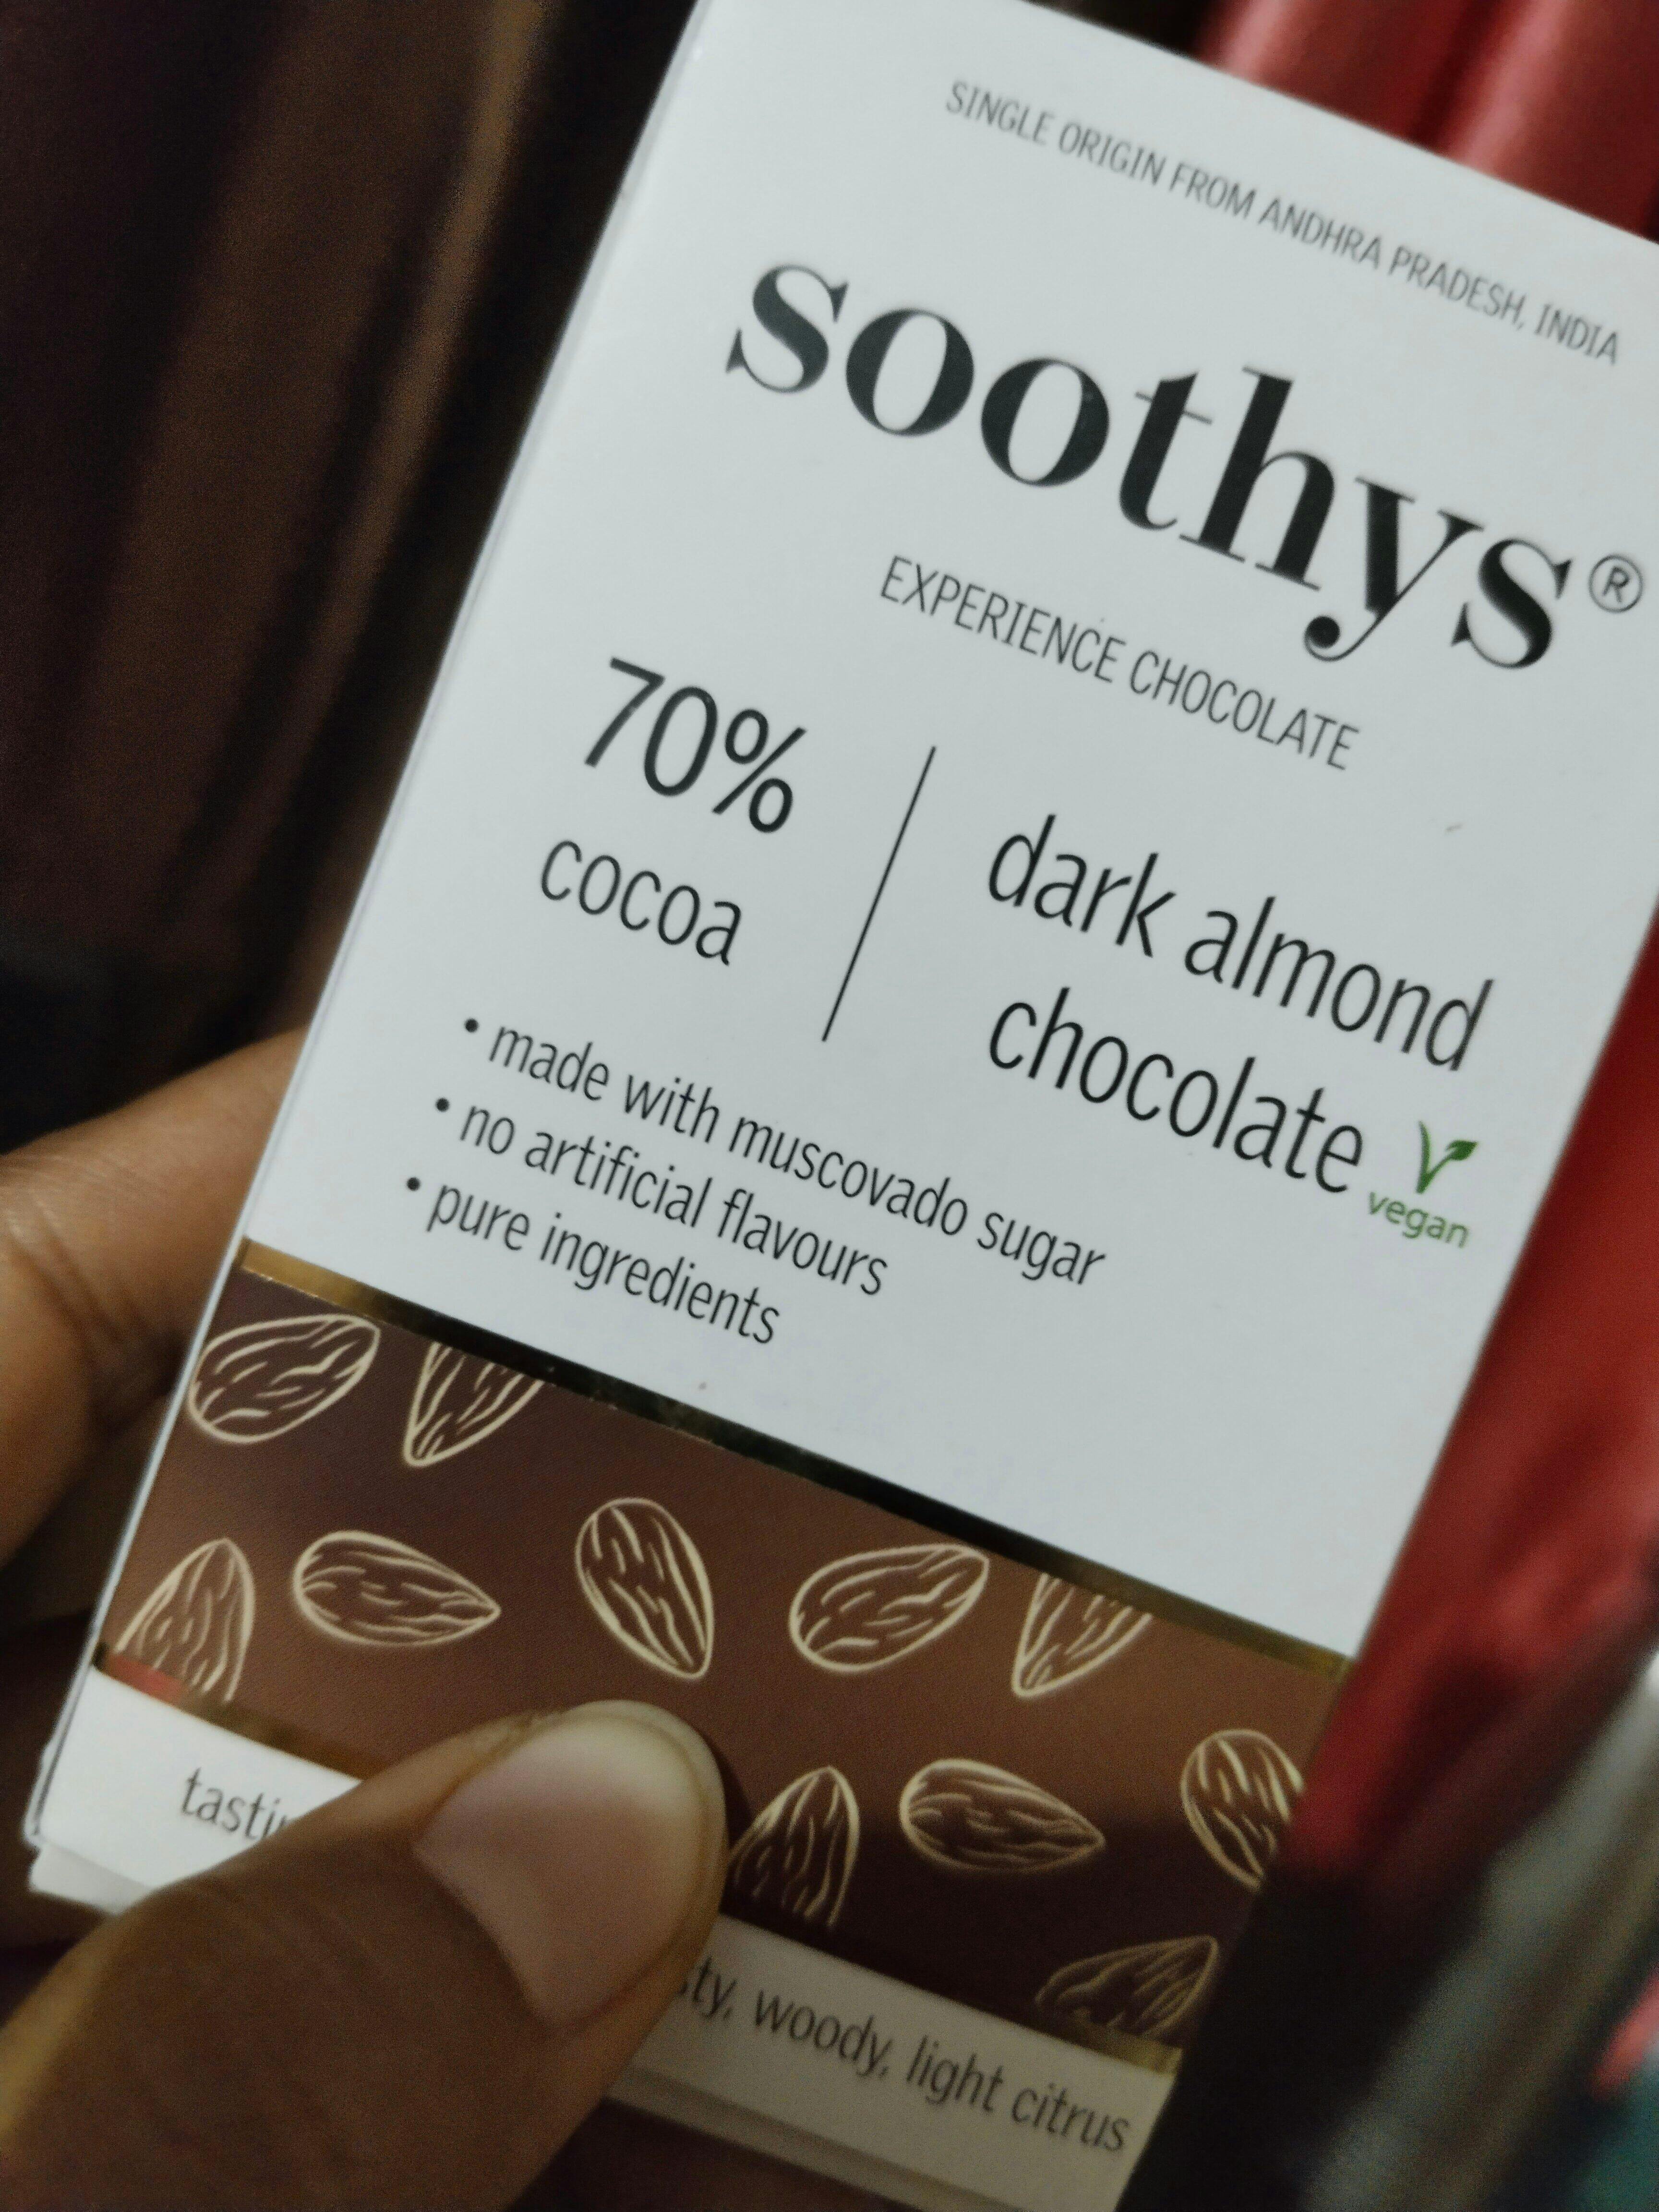 SINGLE ORIGIN FROM ANDHRA PRADESH, INDIA
soothys®
EXPERIENCE CHOCOLATE
70%
cocoa
dark almond
chocolate
vegan
• made with muscovado sugar
• no artificial flavours
• pure ingredients
woody, light citrus